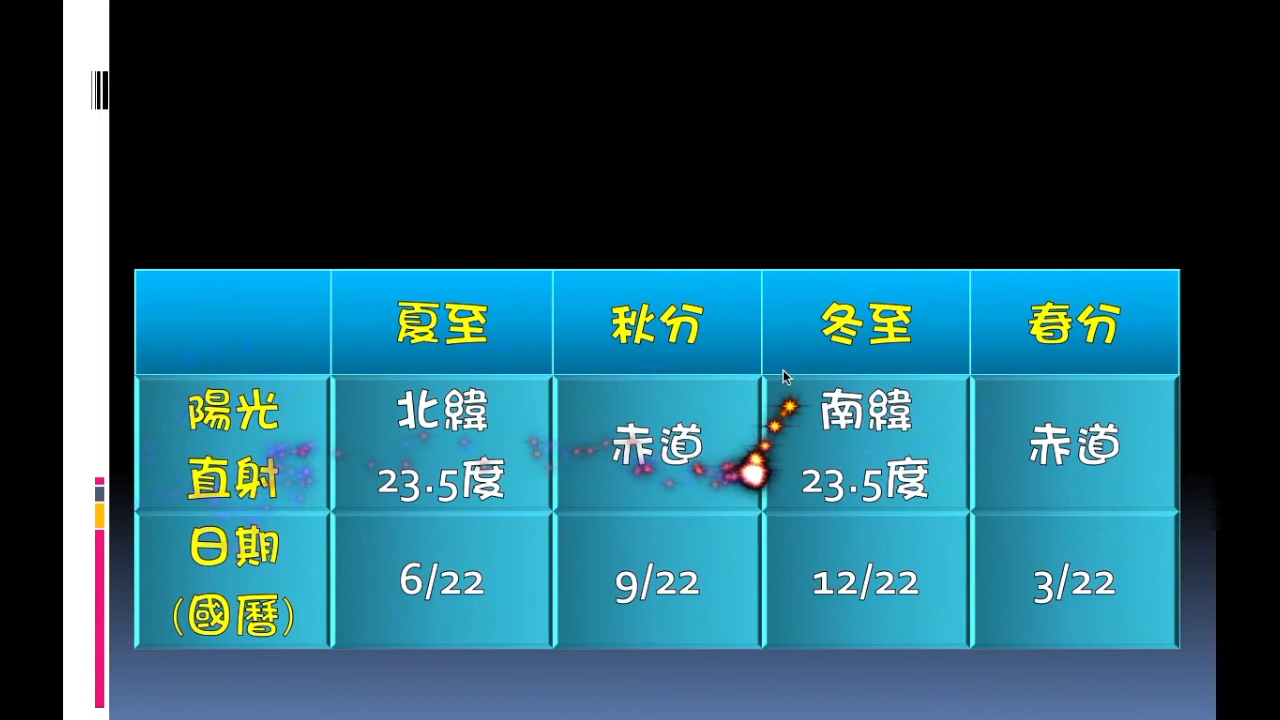 夏至 秋分 冬至 春分
陽光 北緯 赤道 南緯 赤道
直射 23.5度 23.5度
日期 6/22 9/22 12/22 3/22
(國曆)